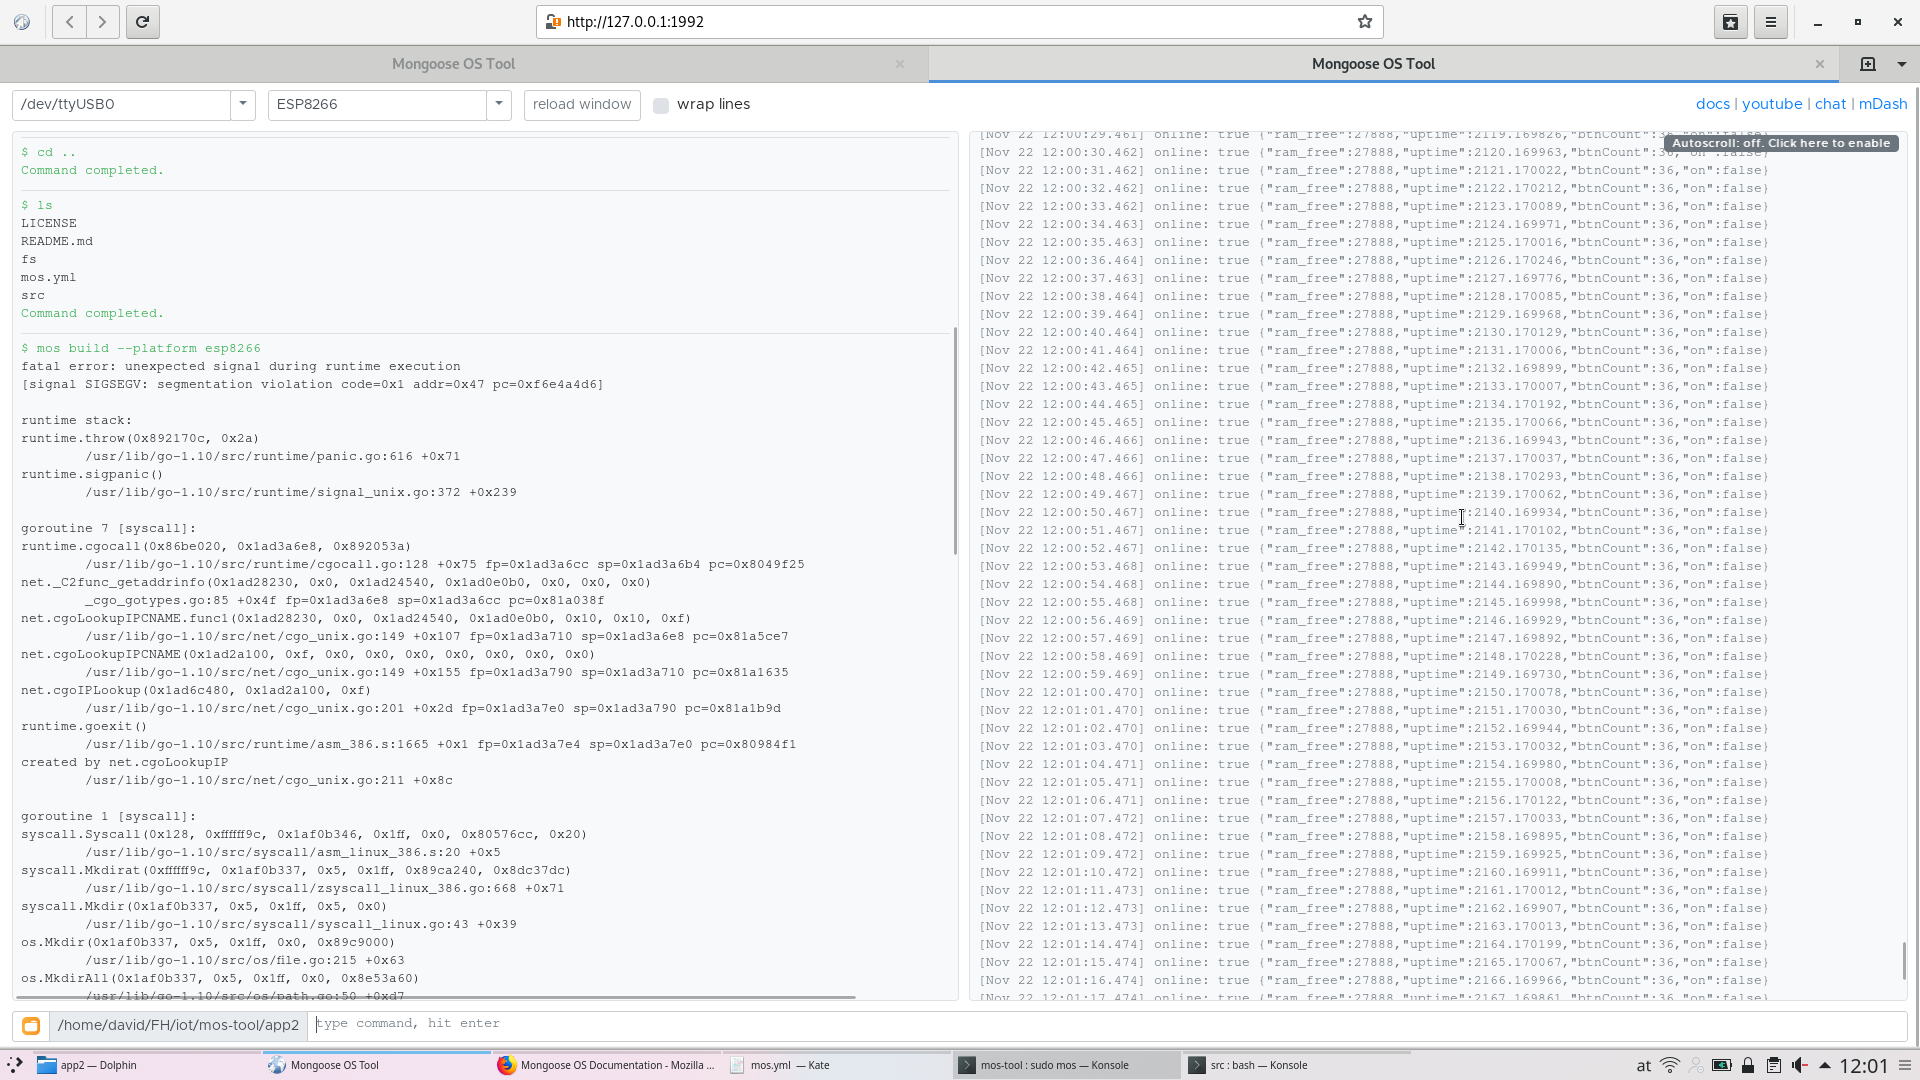 http://127.0.0.1:1992
Mongoose OS Tool
Mongoose OS Tool
/dev/ttyUSB0
ESP8266
reload window
wrap lines
docs | youtube | chat | mDash
$ cd ..
Command completed.
$ ls
LICENSE
README.md
fs
mos.yml
src
Command completed.
$ mos build --platform esp8266
fatal error: unexpected signal during runtime execution
[signal SIGSEGV: segmentation violation code=0x1 addr=0x47 pc=0xf6e4a4d6]
runtime stack:
runtime.throw(0x892170c, 0x2a)
/usr/lib/go-1.10/src/runtime/panic.go:616 +0x71
runtime.sigpanic()
/usr/lib/go-1.10/src/runtime/signal_unix.go:372 +0x239
goroutine 7 [syscall]:
runtime.cgocall(0x86be020, 0x1ad3a6e8, 0x892053a)
/usr/lib/go-1.10/src/runtime/cgocall.go:128 +0x75 fp=0x1ad3a6cc sp=0x1ad3a6b4 pc=0x8049f25
net._C2func_getaddrinfo(0x1ad28230, 0x0, 0x1ad24540, 0x1ad0e0b0, 0x0, 0x0, 0x0)
_cgo_gotypes.go:85 +0x4f fp=0x1ad3a6e8 sp=0x1ad3a6cc pc=0x81a038f
net.cgoLookupIPCNAME.func1(0x1ad28230, 0x0, 0x1ad24540, 0x1ad0e0b0, 0x10, 0x10, 0xf)
/usr/lib/go-1.10/src/net/cgo_unix.go:149 +0x107 fp=0x1ad3a710 sp=0x1ad3a6e8 pc=0x81a5ce7
net.cgoLookupIPCNAME(0x1ad2a100, 0xf, 0x0, 0x0, 0x0, 0x0, 0x0, 0x0)
/usr/lib/go-1.10/src/net/cgo_unix.go:149 +0x155 fp=0x1ad3a790 sp=0x1ad3a710 pc=0x81a1635
net.cgoIPLookup(0x1ad6c480, 0x1ad2a100, 0xf)
/usr/lib/go-1.10/src/net/cgo_unix.go:201 +0x2d fp=0x1ad3a7e0 sp=0x1ad3a790 pc=0x81a1b9d
runtime.goexit()
/usr/lib/go-1.10/src/runtime/asm_386.s:1665 +0x1 fp=0x1ad3a7e4 sp=0x1ad3a7e0 pc=0x80984f1
created by net.cgoLookupIP
/usr/lib/go-1.10/src/net/cgo_unix.go:211 +0x8c
goroutine 1 [syscall]:
syscall.Syscall(0x128, 0xffffff9c, 0x1af0b346, 0x1ff, 0x0, 0x80576cc, 0x20)
/usr/lib/go-1.10/src/syscall/asm_linux_386.s:20 +0x5
syscall.Mkdirat(0xffffff9c, 0x1af0b337, 0x5, 0x1ff, 0x89ca240, 0x8dc37dc)
/usr/lib/go-1.10/src/syscall/zsyscall_linux_386.go:668 +0x71
syscall.Mkdir(0x1af0b337, 0x5, 0x1ff, 0x5, 0x0)
/usr/lib/go-1.10/src/syscall/syscall_linux.go:43 +0x39
os.Mkdir(0x1af0b337, 0x5, 0x1ff, 0x0, 0x89c9000)
/usr/lib/go-1.10/src/os/file.go:215 +0x63
os.MkdirAll(0x1af0b337, 0x5, 0x1ff, 0x0, 0x8e53a60)
/usr/lib/go-1.10/src/os/path.go:50 +0xd7
[Nov 22 12:00:29.461] online: true {"ram_free":27888,"uptime":2119.169826,"btnCount":36,"on":false}
Autoscroll: off. Click here to enable
[Nov 22 12:00:30.462] online: true {"ram_free":27888,"uptime":2120.169963,"btnCount":36,"on":false}
[Nov 22 12:00:31.462] online: true {"ram_free":27888,"uptime":2121.170022,"btnCount":36,"on":false}
[Nov 22 12:00:32.462] online: true {"ram_free":27888,"uptime":2122.170212,"btnCount":36,"on":false}
[Nov 22 12:00:33.462] online: true {"ram_free":27888,"uptime":2123.170089,"btnCount":36,"on":false}
[Nov 22 12:00:34.463] online: true {"ram_free":27888,"uptime":2124.169971,"btnCount":36,"on":false}
[Nov 22 12:00:35.463] online: true {"ram_free":27888,"uptime":2125.170016,"btnCount":36,"on":false}
[Nov 22 12:00:36.464] online: true {"ram_free":27888,"uptime":2126.170246,"btnCount":36,"on":false}
[Nov 22 12:00:37.463] online: true {"ram_free":27888,"uptime":2127.169776,"btnCount":36,"on":false}
[Nov 22 12:00:38.464] online: true {"ram_free":27888,"uptime":2128.170085,"btnCount":36,"on":false}
[Nov 22 12:00:39.464] online: true {"ram_free":27888,"uptime":2129.169968,"btnCount":36,"on":false}
[Nov 22 12:00:40.464] online: true {"ram_free":27888,"uptime":2130.170129,"btnCount":36,"on":false}
[Nov 22 12:00:41.464] online: true {"ram_free":27888,"uptime":2131.170006,"btnCount":36,"on":false}
[Nov 22 12:00:42.465] online: true {"ram_free":27888,"uptime":2132.169899,"btnCount":36,"on":false}
[Nov 22 12:00:43.465] online: true {"ram_free":27888,"uptime":2133.170007,"btnCount":36,"on":false}
[Nov 22 12:00:44.465] online: true {"ram_free":27888,"uptime":2134.170192,"btnCount":36,"on":false}
[Nov 22 12:00:45.465] online: true {"ram_free":27888,"uptime":2135.170066,"btnCount":36,"on":false}
[Nov 22 12:00:46.466] online: true {"ram_free":27888,"uptime":2136.169943,"btnCount":36,"on":false}
[Nov 22 12:00:47.466] online: true {"ram_free":27888,"uptime":2137.170037,"btnCount":36,"on":false}
[Nov 22 12:00:48.466] online: true {"ram_free":27888,"uptime":2138.170293,"btnCount":36,"on":false}
[Nov 22 12:00:49.467] online: true {"ram_free":27888,"uptime":2139.170062,"btnCount":36,"on":false}
[Nov 22 12:00:50.467] online: true {"ram_free":27888,"uptime":2140.169934,"btnCount":36,"on":false}
[Nov 22 12:00:51.467] online: true {"ram_free":27888,"uptime":2141.170102,"btnCount":36,"on":false}
[Nov 22 12:00:52.467] online: true {"ram_free":27888,"uptime":2142.170135,"btnCount":36,"on":false}
[Nov 22 12:00:53.468] online: true {"ram_free":27888,"uptime":2143.169949,"btnCount":36,"on":false}
[Nov 22 12:00:54.468] online: true {"ram_free":27888,"uptime":2144.169890,"btnCount":36,"on":false}
[Nov 22 12:00:55.468] online: true {"ram_free":27888,"uptime":2145.169998,"btnCount":36,"on":false}
[Nov 22 12:00:56.469] online: true {"ram_free":27888,"uptime":2146.169929,"btnCount":36,"on":false}
[Nov 22 12:00:57.469] online: true {"ram_free":27888,"uptime":2147.169892,"btnCount":36,"on":false}
[Nov 22 12:00:58.469] online: true {"ram_free":27888,"uptime":2148.170228,"btnCount":36,"on":false}
[Nov 22 12:00:59.469] online: true {"ram_free":27888,"uptime":2149.169730,"btnCount":36,"on":false}
[Nov 22 12:01:00.470] online: true {"ram_free":27888,"uptime":2150.170078,"btnCount":36,"on":false}
[Nov 22 12:01:01.470] online: true {"ram_free":27888,"uptime":2151.170030,"btnCount":36,"on":false}
[Nov 22 12:01:02.470] online: true {"ram_free":27888,"uptime":2152.169944,"btnCount":36,"on":false}
[Nov 22 12:01:03.470] online: true {"ram_free":27888,"uptime":2153.170032,"btnCount":36,"on":false}
[Nov 22 12:01:04.471] online: true {"ram_free":27888,"uptime":2154.169980,"btnCount":36,"on":false}
[Nov 22 12:01:05.471] online: true {"ram_free":27888,"uptime":2155.170008,"btnCount":36,"on":false}
[Nov 22 12:01:06.471] online: true {"ram_free":27888,"uptime":2156.170122,"btnCount":36,"on":false}
[Nov 22 12:01:07.472] online: true {"ram_free":27888,"uptime":2157.170033,"btnCount":36,"on":false}
[Nov 22 12:01:08.472] online: true {"ram_free":27888,"uptime":2158.169895,"btnCount":36,"on":false}
[Nov 22 12:01:09.472] online: true {"ram_free":27888,"uptime":2159.169925,"btnCount":36,"on":false}
[Nov 22 12:01:10.472] online: true {"ram_free":27888,"uptime":2160.169911,"btnCount":36,"on":false}
[Nov 22 12:01:11.473] online: true {"ram_free":27888,"uptime":2161.170012,"btnCount":36,"on":false}
[Nov 22 12:01:12.473] online: true {"ram_free":27888,"uptime":2162.169907,"btnCount":36,"on":false}
[Nov 22 12:01:13.473] online: true {"ram_free":27888,"uptime":2163.170013,"btnCount":36,"on":false}
[Nov 22 12:01:14.474] online: true {"ram_free":27888,"uptime":2164.170199,"btnCount":36,"on":false}
[Nov 22 12:01:15.474] online: true {"ram_free":27888,"uptime":2165.170067,"btnCount":36,"on":false}
[Nov 22 12:01:16.474] online: true {"ram_free":27888,"uptime":2166.169966,"btnCount":36,"on":false}
[Nov 22 12:01:17.474] online: true {"ram_free":27888,"uptime":2167.169861,"btnCount":36,"on":false}
/home/david/FH/iot/mos-tool/app2
type command, hit enter
app2 — Dolphin
Mongoose OS Tool
Mongoose OS Documentation - Mozilla ...
mos.yml — Kate
mos-tool : sudo mos — Konsole
src : bash — Konsole
at
12:01